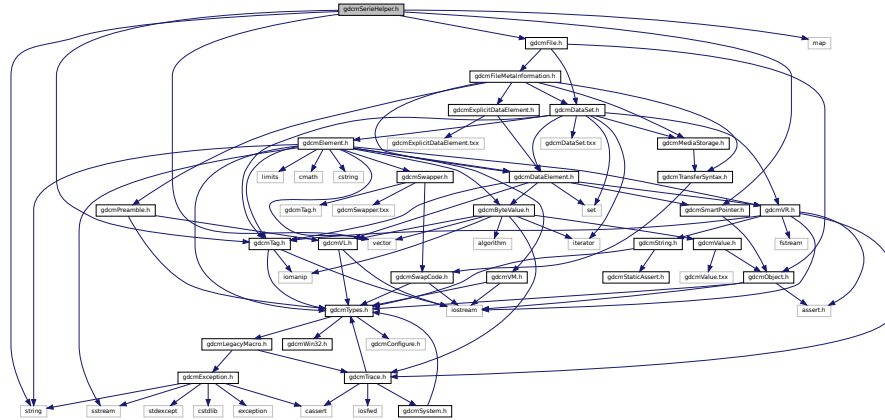 gdcmSerieHelper.h
gdcmFile.h
map
gdcmFileMetaInformation.h
gdcmExplicitDataElement.h
gdcmDataSet.h
gdcmElement.h
gdcmExplicitDataElement.txx
gdcmDataSet.txx
gdcmMediaStorage.h
limits
cmath
cstring
gdcmSwapper.h
gdcmDataElement.h
gdcmTransferSyntax.h
gdcmPreamble.h
gdcmTag.h
gdcmSwapper.txx
gdcmByteValue.h
set
gdcmSmartPointer.h
gdcmVR.h
gdcmTag.h
gdcmVL.h
vector
algorithm
iterator
gdcmString.h
gdcmValue.h
fstream
iomanip
gdcmSwapCode.h
gdcmVM.h
gdcmStaticAssert.h
gdcmValue.txx
gdcmObject.h
gdcmTypes.h
iostream
assert.h
gdcmLegacyMacro.h
gdcmWin32.h
gdcmConfigure.h
gdcmException.h
gdcmTrace.h
string
sstream
stdexcept
cstdlib
exception
cassert
iosfwd
gdcmSystem.h